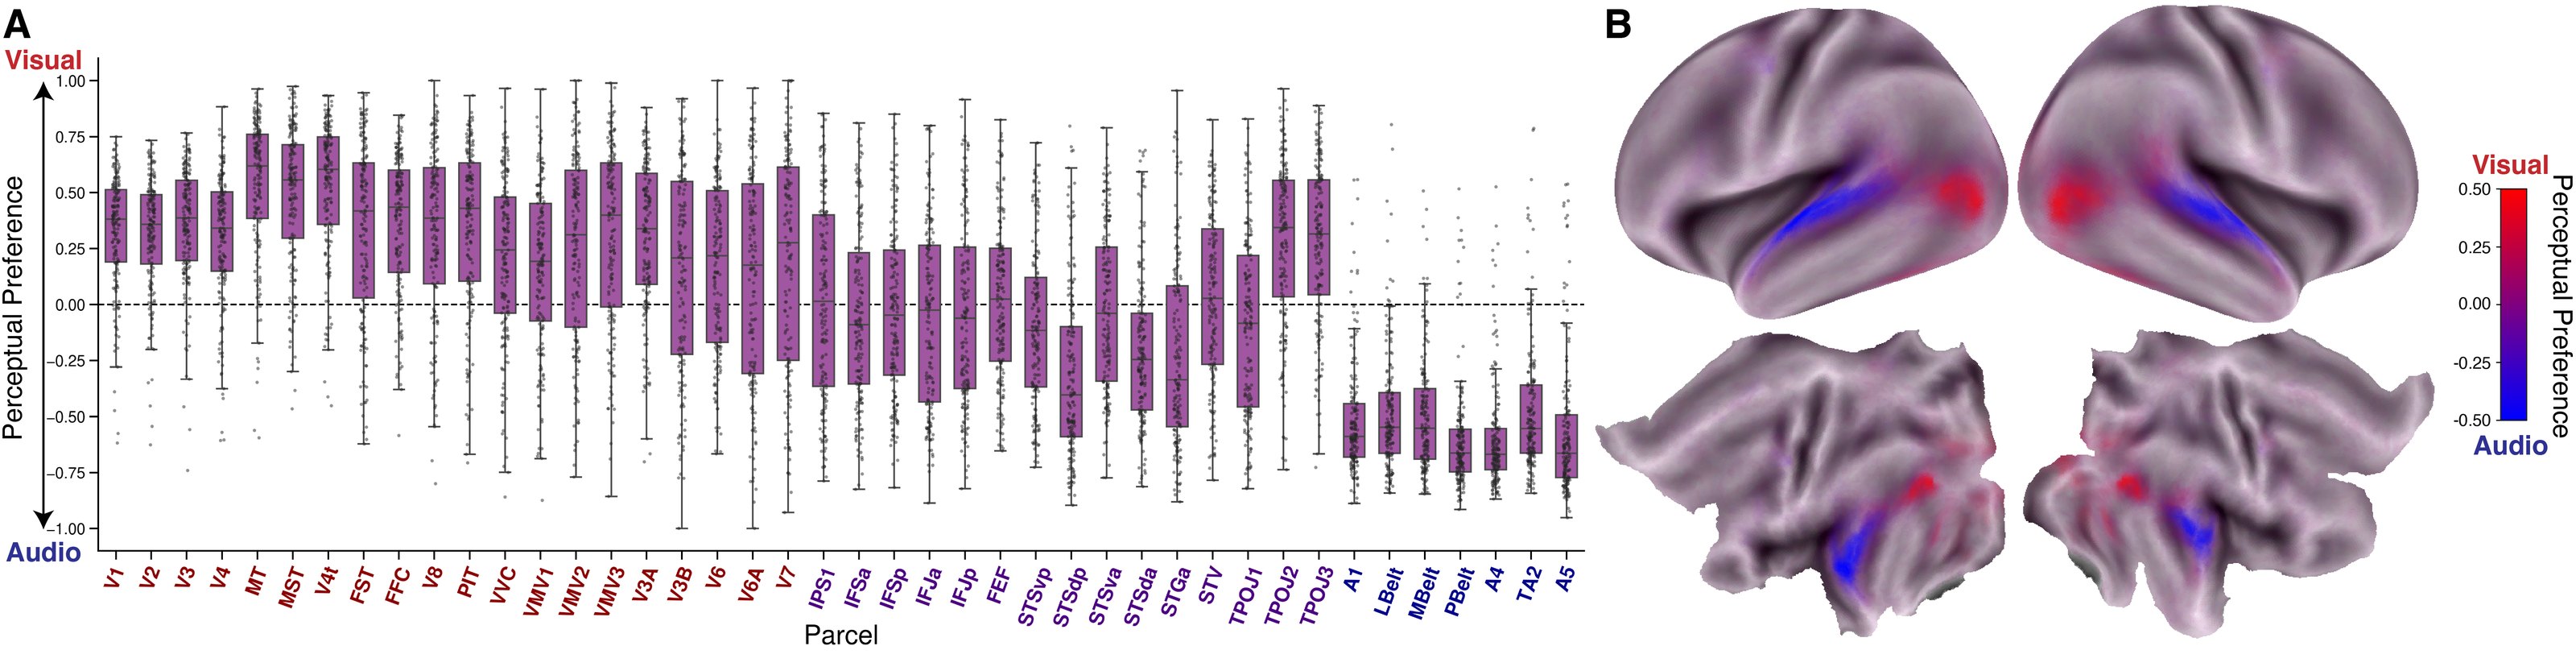 A
Visual
1.00
0.75
0.50
0.25
0.00
−0.25
−0.50
−0.75
−1.00
Audio
Perceptual Preference
V1 V2 V3 V4 MT MST V4t FST FFC V8 PIT VVC VMV1 VMV2 VMV3 V3A V3B V6 V6A V7 IPS1 IFSa IFSp IFJa IFJp FEF STSvp STSdp STSva STSda STGa STV TPOJ1 TPOJ2 TPOJ3 A1 LBelt MBelt PBelt A4 TA2 A5
Parcel
B
Visual
0.50
0.25
0.00
-0.25
-0.50
Audio
Perceptual Preference